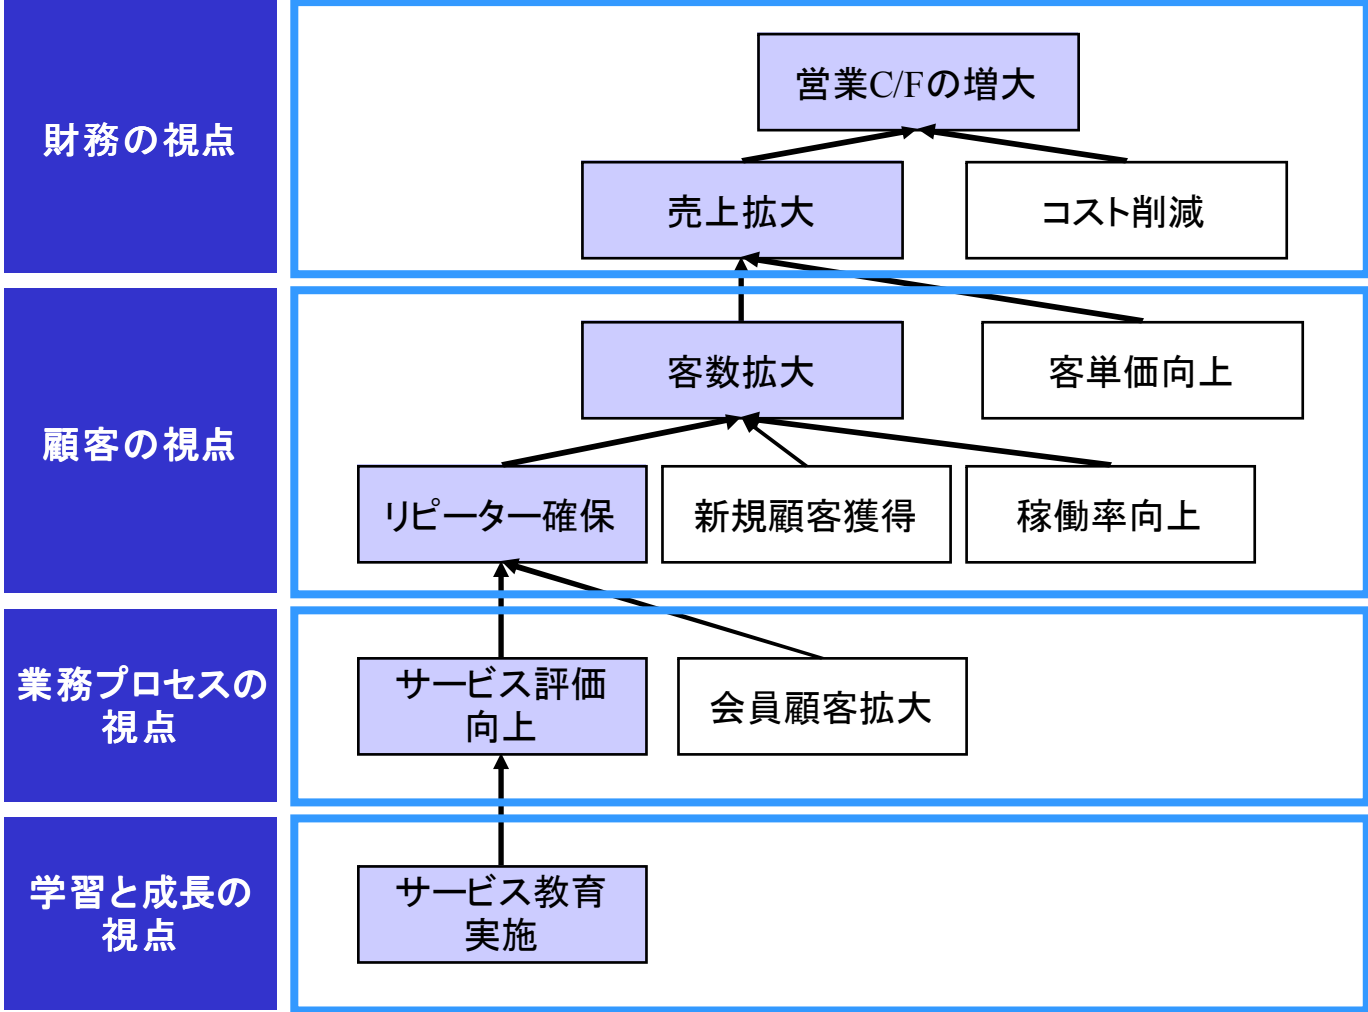 財務の視点
営業C/Fの増大
売上拡大
コスト削減
顧客の視点
客数拡大
客単価向上
リピーター確保
新規顧客獲得
稼働率向上
業務プロセスの
視点
サービス評価
向上
会員顧客拡大
学習と成長の
視点
サービス教育
実施